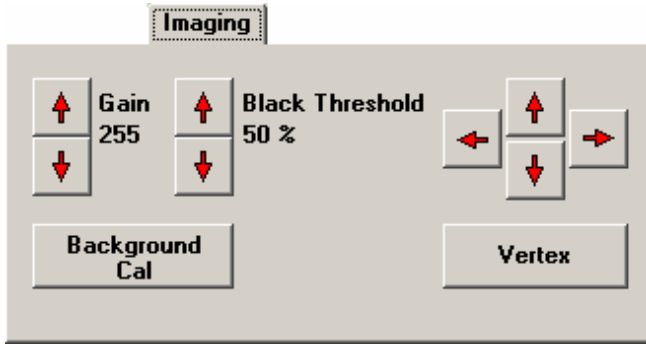 Imaging
Gain
255
Black Threshold
50 %
Background
Cal
Vertex